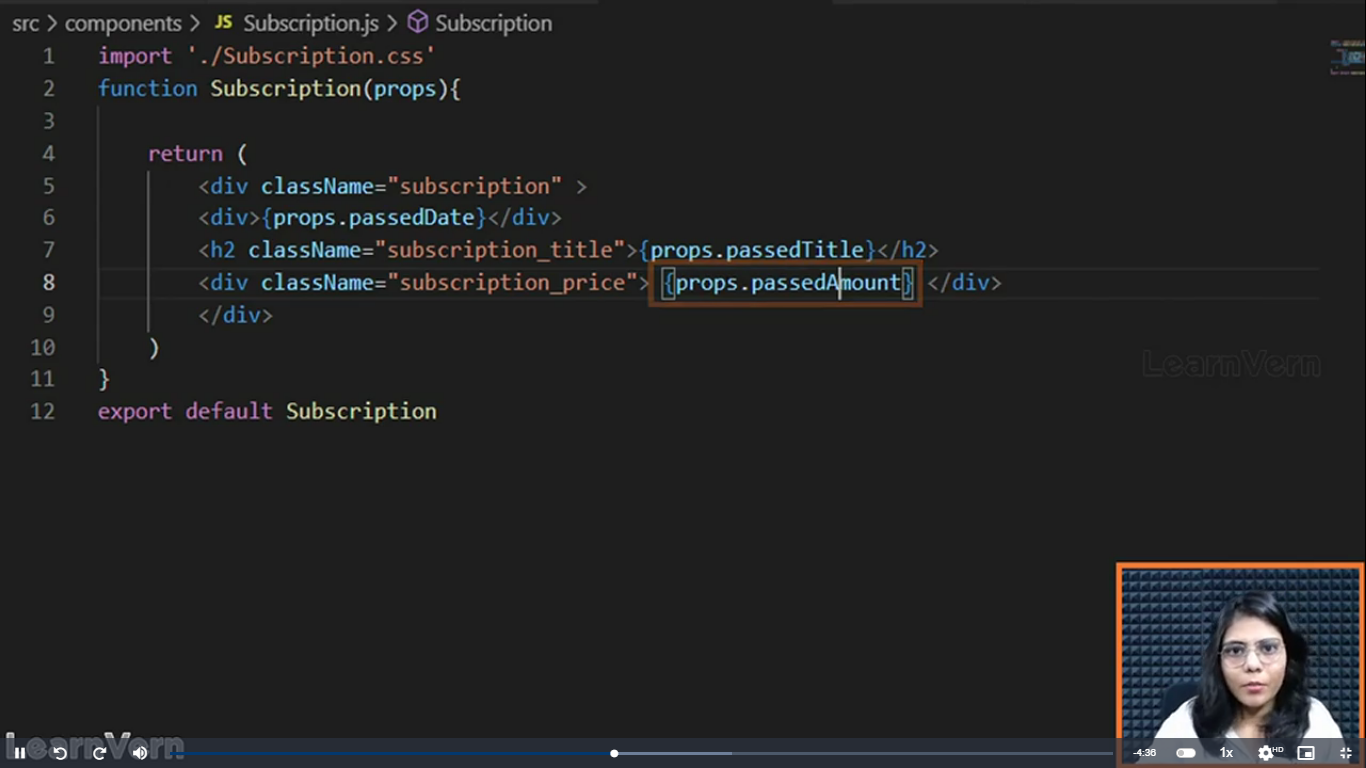 src > components > JS Subscription.js > Subscription
1 import './Subscription.css'
2 function Subscription(props){
3
4 return (
5 <div className="subscription" >
6 <div>{props.passedDate}</div>
7 <h2 className="subscription_title">{props.passedTitle}</h2>
8 <div className="subscription_price"> {props.passedAmount} </div>
9 </div>
10 )
11 }
12 export default Subscription
LearnVern
LearnVern
-4:36 1x HD